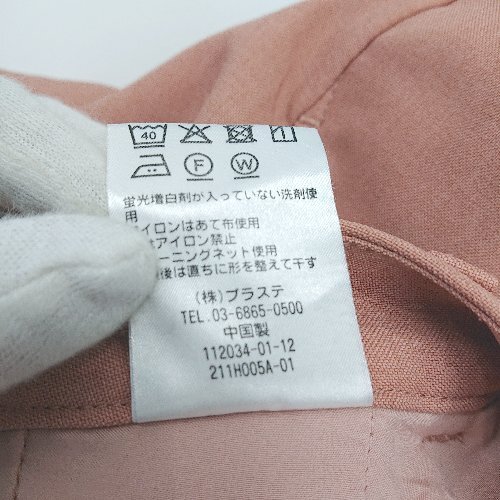 40
F W
蛍光増白剤が入っていない洗剤使
用
イロンはあて布使用
アイロン禁止
ーニングネット使用
後は直ちに形を整えて干す
(株)プラステ
TEL.03-6865-0500
中国製
112034-01-12
211H005A-01